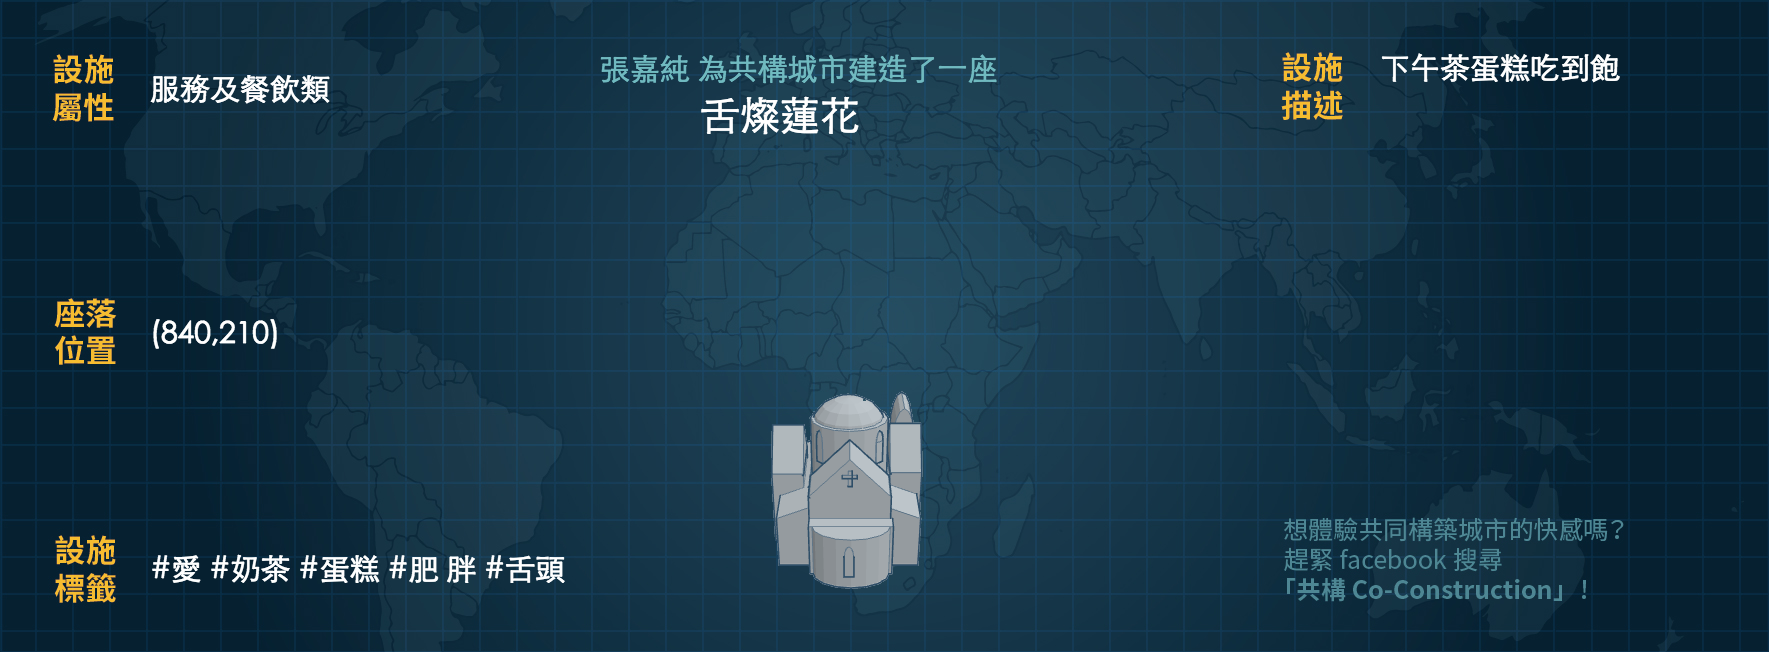 設施
屬性
服務及餐飲類
張嘉純 為共構城市建造了一座
舌燦蓮花
設施
描述
下午茶蛋糕吃到飽
座落
位置
(840,210)
設施
標籤
#愛 #奶茶 #蛋糕 #肥 胖 #舌頭
想體驗共同構築城市的快感嗎？
趕緊 facebook 搜尋
「共構 Co-Construction」！